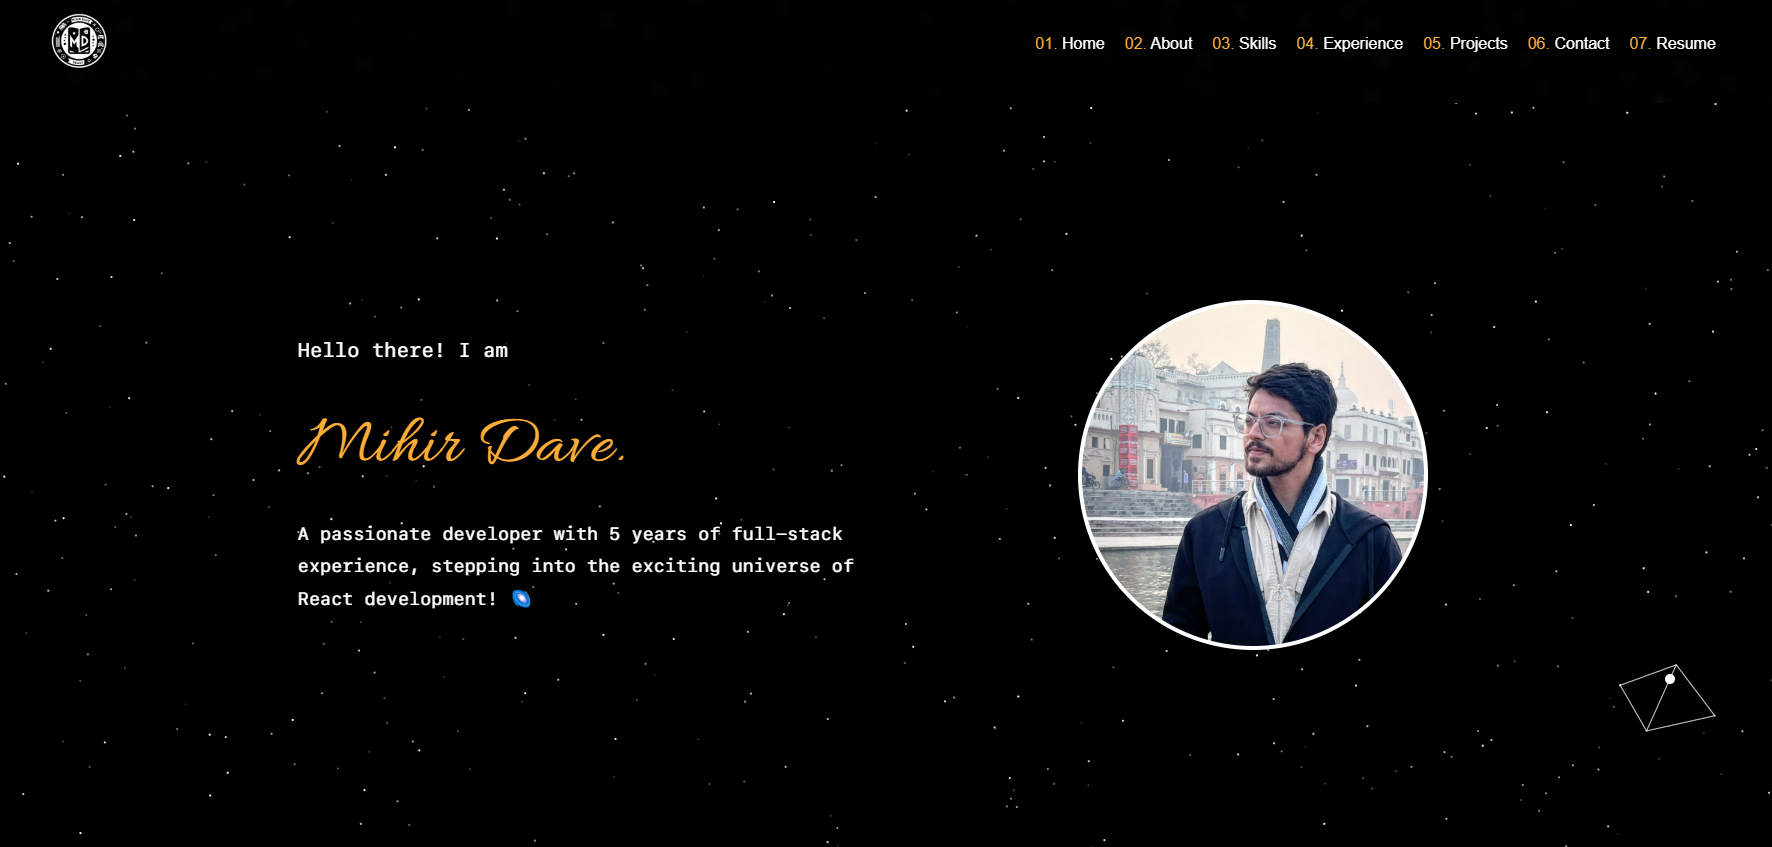 MD
01. Home 02. About 03. Skills 04. Experience 05. Projects 06. Contact 07. Resume
Hello there! I am
Mihir Dave.
A passionate developer with 5 years of full-stack
experience, stepping into the exciting universe of
React development! 🌌